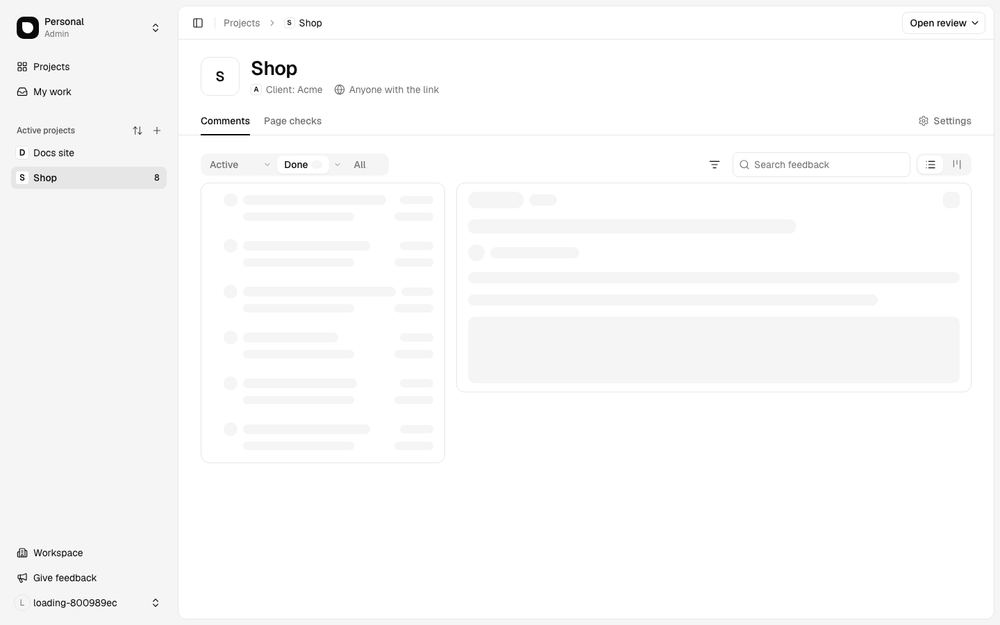 Personal
Admin
Projects
My work
Active projects
D Docs site
S Shop 8
Workspace
Give feedback
L loading-800989ec
Projects S Shop
Open review
S
Shop
A Client: Acme Anyone with the link
Comments Page checks
Settings
Active Done All
Search feedback